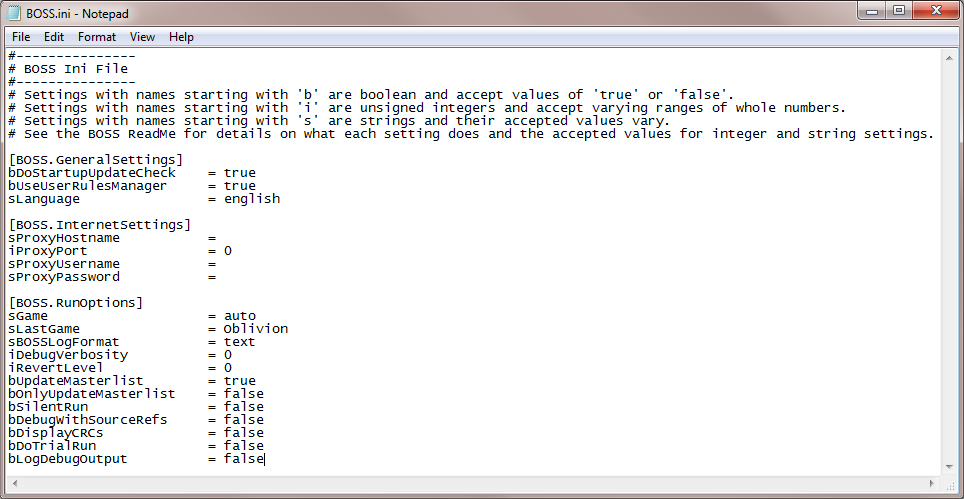 BOSS.ini - Notepad
File Edit Format View Help
#---------------
# BOSS Ini File
#---------------
# Settings with names starting with 'b' are boolean and accept values of 'true' or 'false'.
# Settings with names starting with 'i' are unsigned integers and accept varying ranges of whole numbers.
# Settings with names starting with 's' are strings and their accepted values vary.
# See the BOSS ReadMe for details on what each setting does and the accepted values for integer and string settings.
[BOSS.GeneralSettings]
bDoStartupUpdateCheck    = true
bUseUserRulesManager     = true
sLanguage                = english
[BOSS.InternetSettings]
sProxyHostname           =
iProxyPort               = 0
sProxyUsername           =
sProxyPassword           =
[BOSS.RunOptions]
sGame                    = auto
sLastGame                = Oblivion
sBOSSLogFormat           = text
iDebugVerbosity          = 0
iRevertLevel             = 0
bUpdateMasterlist        = true
bOnlyUpdateMasterlist    = false
bSilentRun               = false
bDebugWithSourceRefs     = false
bDisplayCRCs             = false
bDoTrialRun              = false
bLogDebugOutput          = false